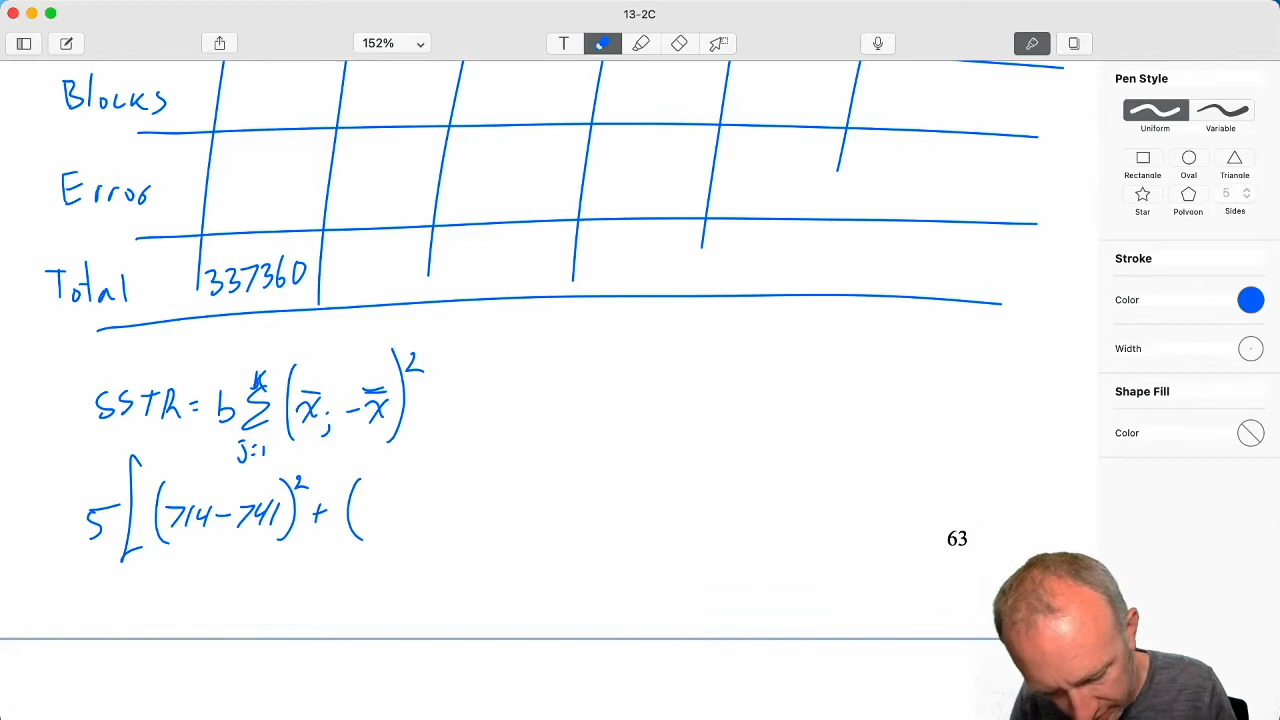 13-2C
152%
T
Pen Style
Uniform
Variable
Rectangle
Oval
Triangle
Star
Polygon
5
Sides
Stroke
Color
Width
Shape Fill
Color
Blocks
Error
Total 337360
SSTR = b Σ (x̄j - x̿)²
k
j=1
5 [ (714 - 741)² + (
63